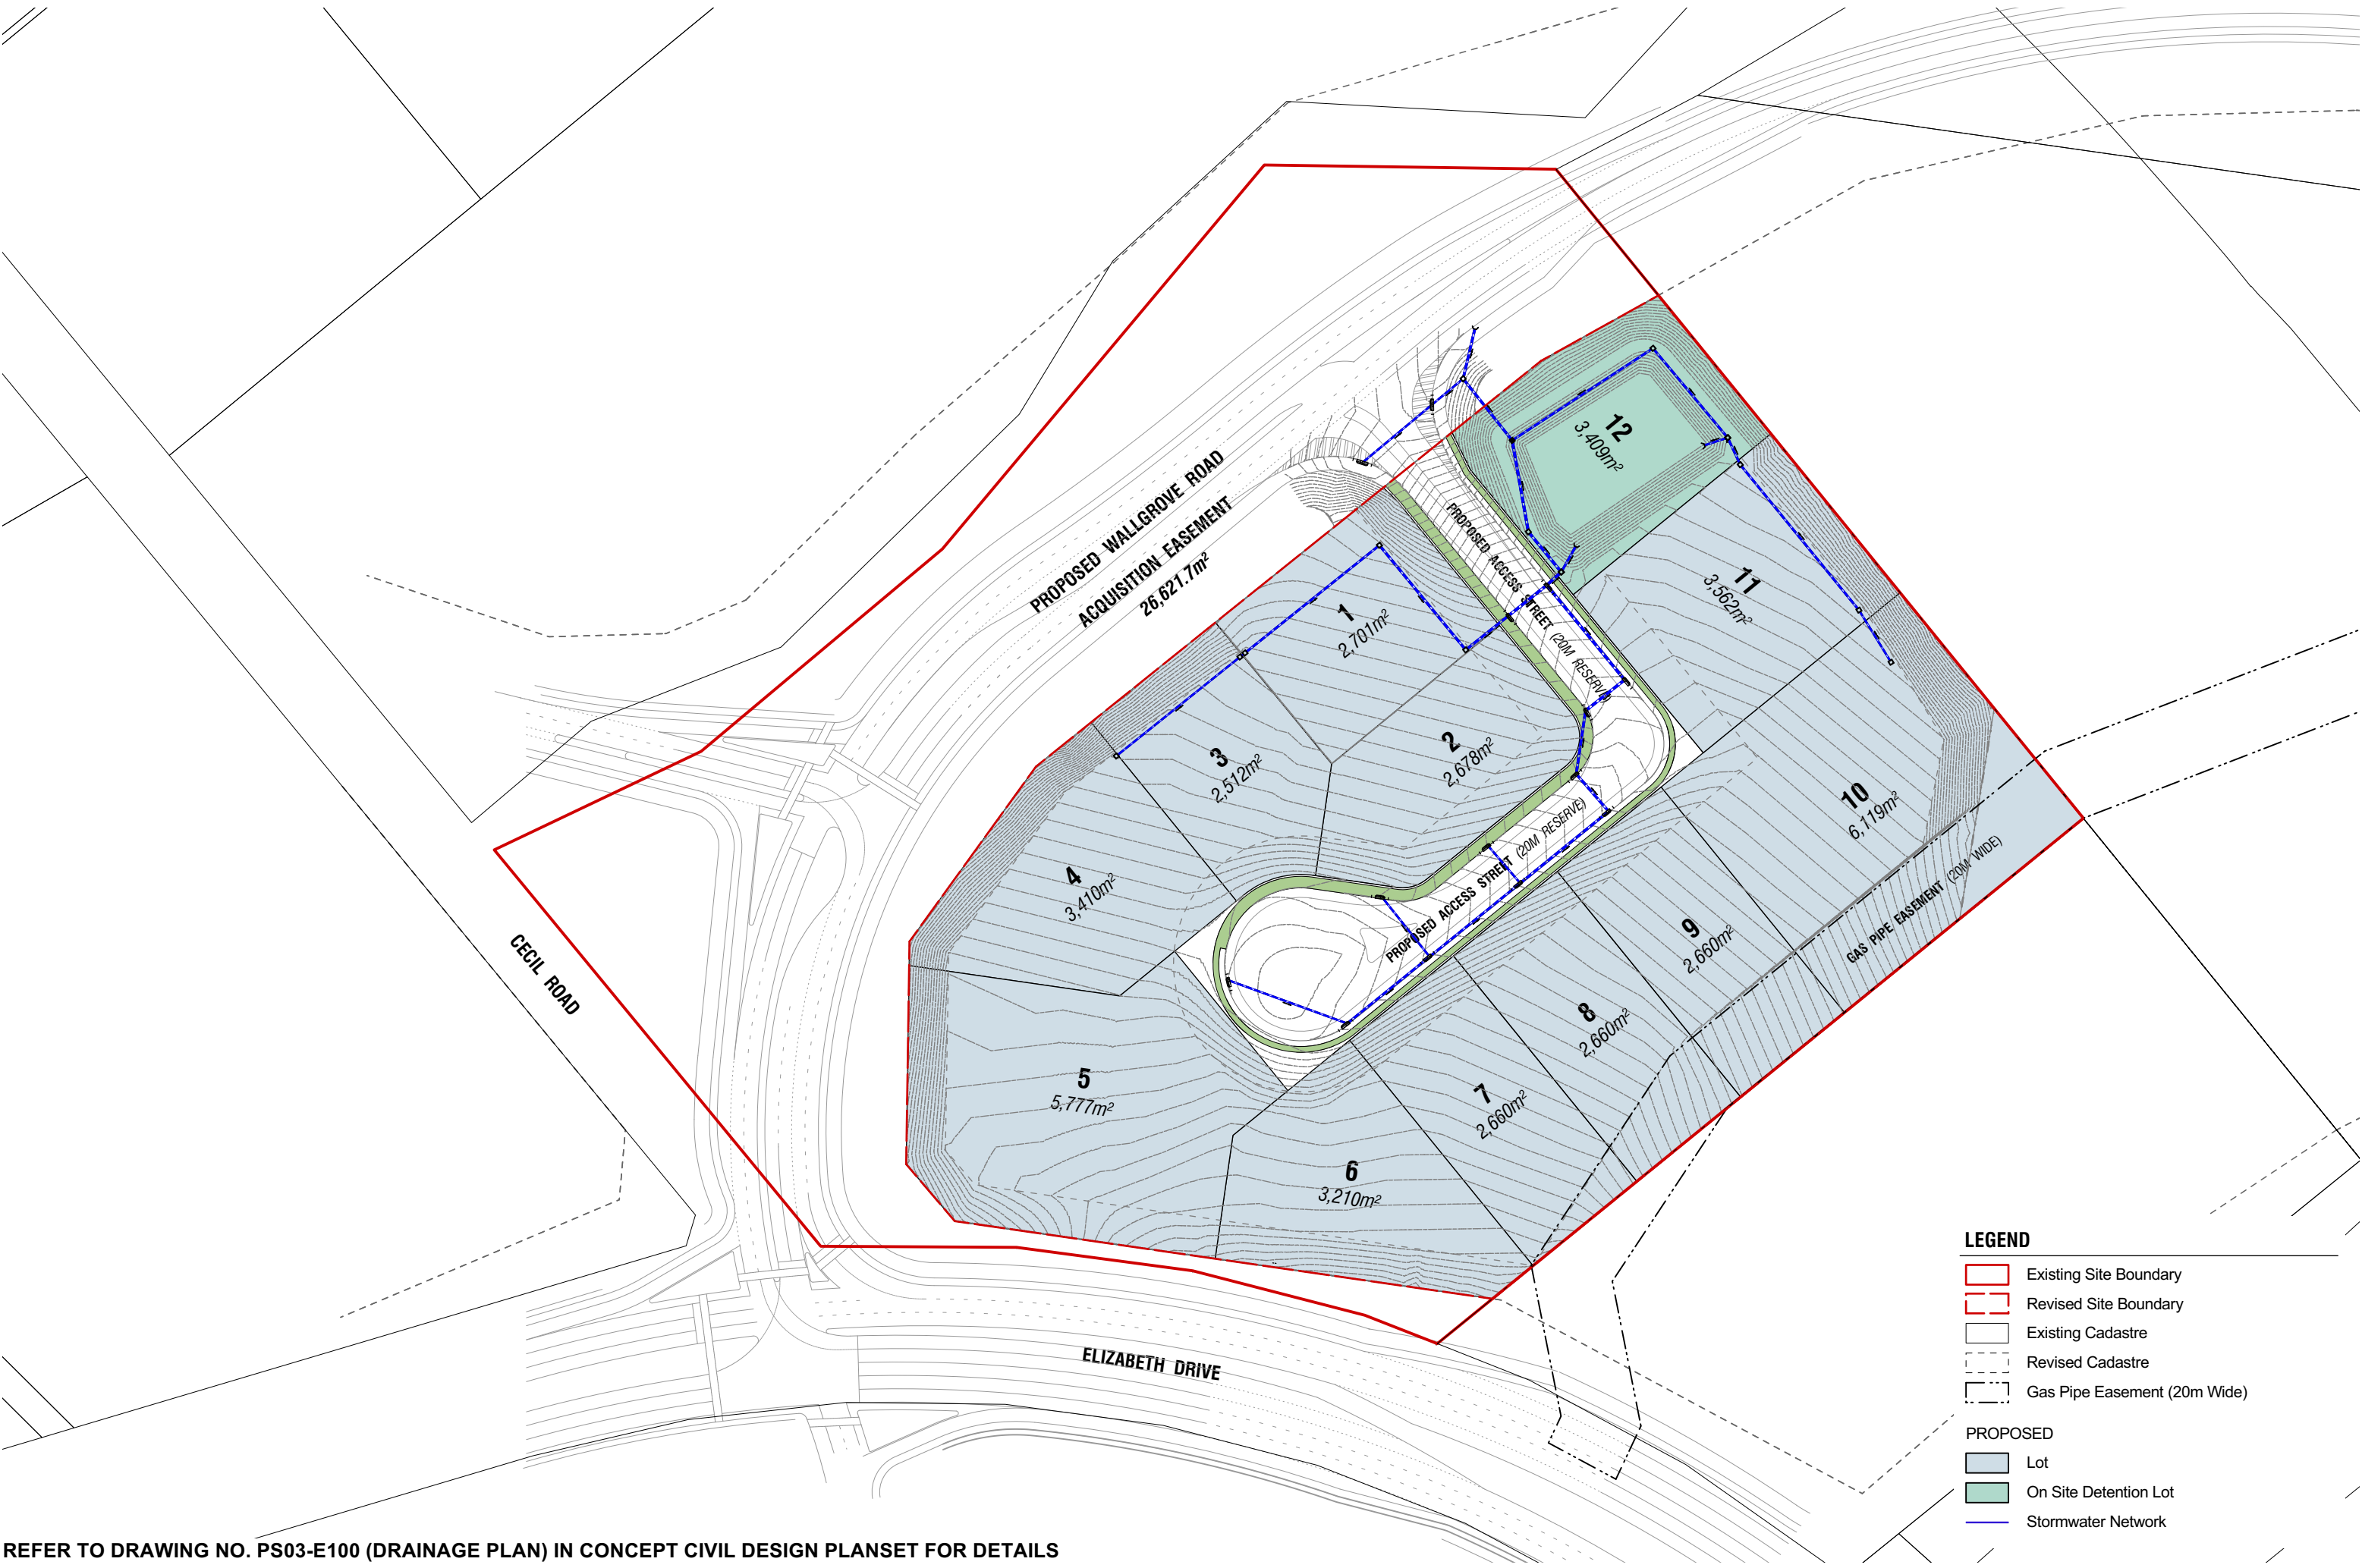 PROPOSED WALLGROVE ROAD
ACQUISITION EASEMENT
26,621.7m²
12
3,409m²
PROPOSED ACCESS STREET (20M RESERVE)
11
3,562m²
1
2,701m²
2
2,678m²
3
2,512m²
4
3,410m²
10
6,119m²
PROPOSED ACCESS STREET (20M RESERVE)
GAS PIPE EASEMENT (20M WIDE)
9
2,660m²
8
2,660m²
7
2,660m²
5
5,777m²
6
3,210m²
CECIL ROAD
ELIZABETH DRIVE
LEGEND
Existing Site Boundary
Revised Site Boundary
Existing Cadastre
Revised Cadastre
Gas Pipe Easement (20m Wide)
PROPOSED
Lot
On Site Detention Lot
Stormwater Network
REFER TO DRAWING NO. PS03-E100 (DRAINAGE PLAN) IN CONCEPT CIVIL DESIGN PLANSET FOR DETAILS